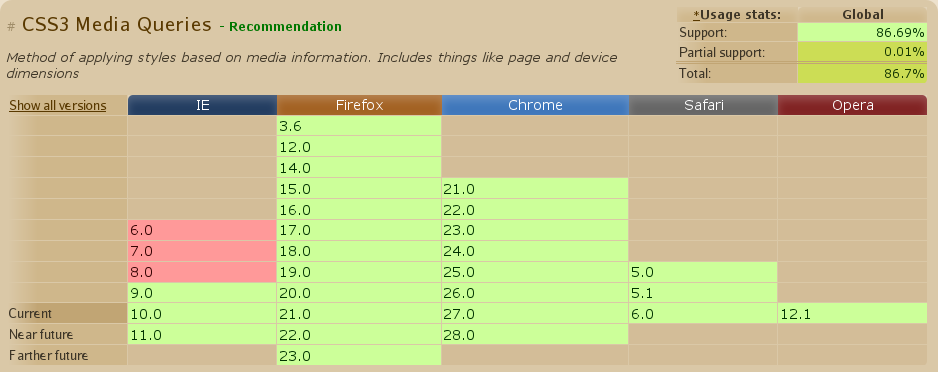 # CSS3 Media Queries - Recommendation
*Usage stats: Global
Support: 86.69%
Partial support: 0.01%
Total: 86.7%
Method of applying styles based on media information. Includes things like page and device
dimensions
Show all versions IE Firefox Chrome Safari Opera
3.6
12.0
14.0
15.0 21.0
16.0 22.0
6.0 17.0 23.0
7.0 18.0 24.0
8.0 19.0 25.0 5.0
9.0 20.0 26.0 5.1
Current 10.0 21.0 27.0 6.0 12.1
Near future 11.0 22.0 28.0
Farther future 23.0